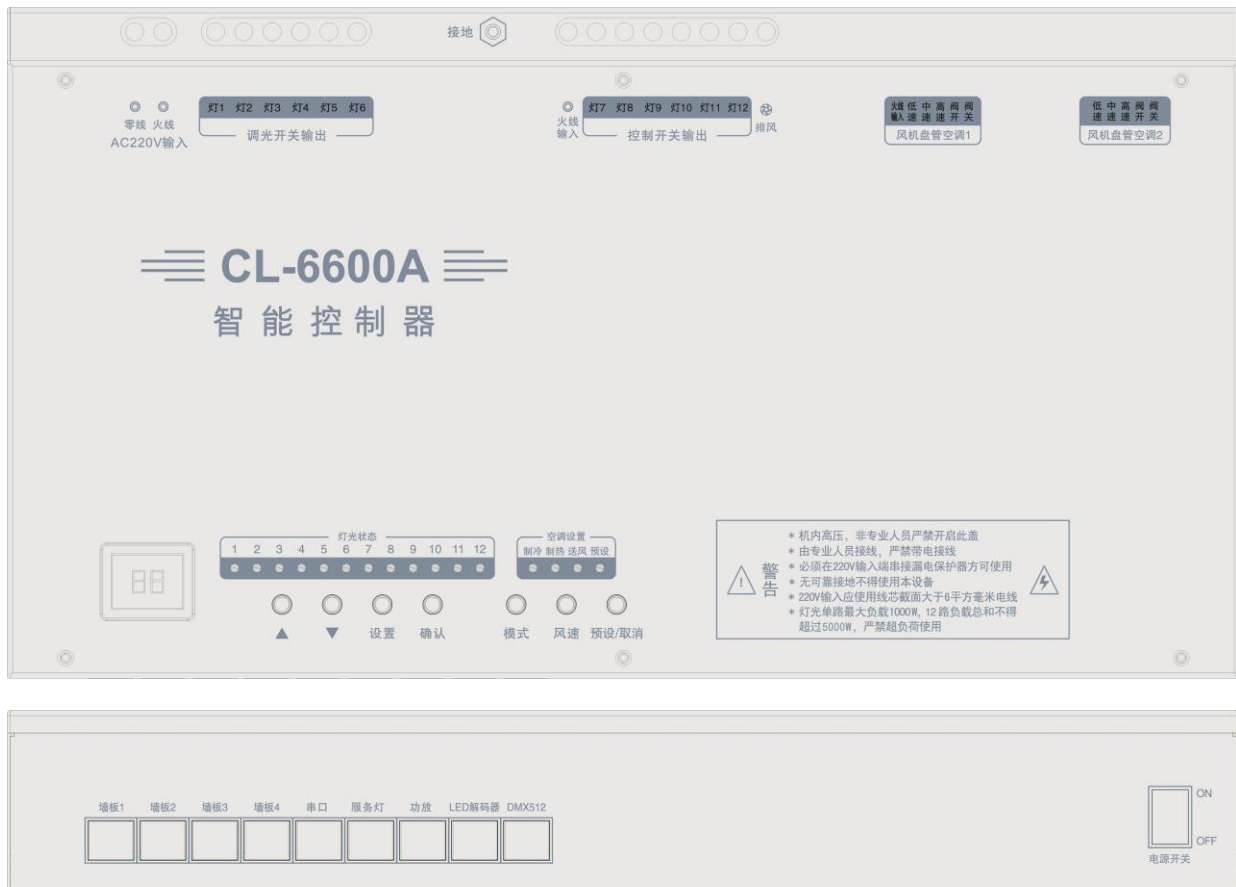 接地
零线 火线
AC220V输入
灯1 灯2 灯3 灯4 灯5 灯6
调光开关输出
火线
输入
灯7 灯8 灯9 灯10 灯11 灯12
控制开关输出
排风
火线 低 中 高 阀 阀
输入 速 速 速 开 关
风机盘管空调1
低 中 高 阀 阀
速 速 速 开 关
风机盘管空调2
CL-6600A
智能控制器
88
灯光状态
1 2 3 4 5 6 7 8 9 10 11 12
▲ ▼ 设置 确认
空调设置
制冷 制热 送风 预设
模式 风速 预设/取消
警告
* 机内高压，非专业人员严禁开启此盖
* 由专业人员接线，严禁带电接线
* 必须在220V输入端串接漏电保护器方可使用
* 无可靠接地不得使用本设备
* 220V输入应使用线芯截面大于6平方毫米电线
* 灯光单路最大负载1000W, 12路负载总和不得
超过5000W，严禁超负荷使用
墙板1 墙板2 墙板3 墙板4 串口 服务灯 功放 LED解码器 DMX512
ON
OFF
电源开关